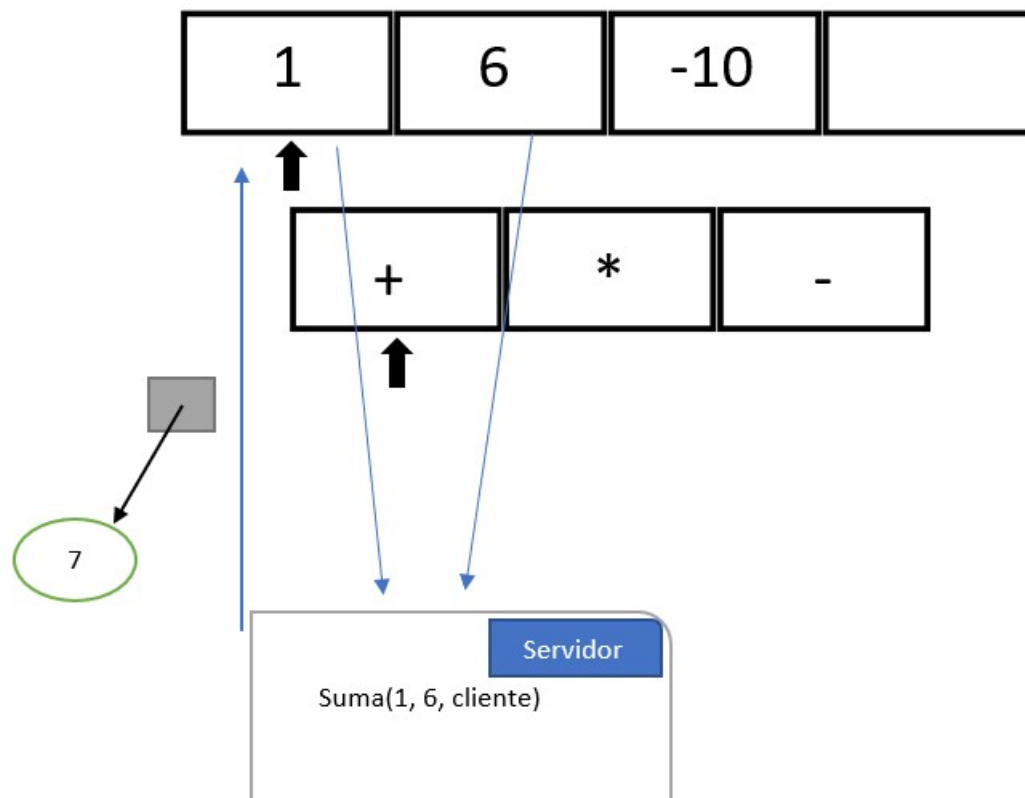 1 6 -10
+ * -
7
Servidor
Suma(1, 6, cliente)